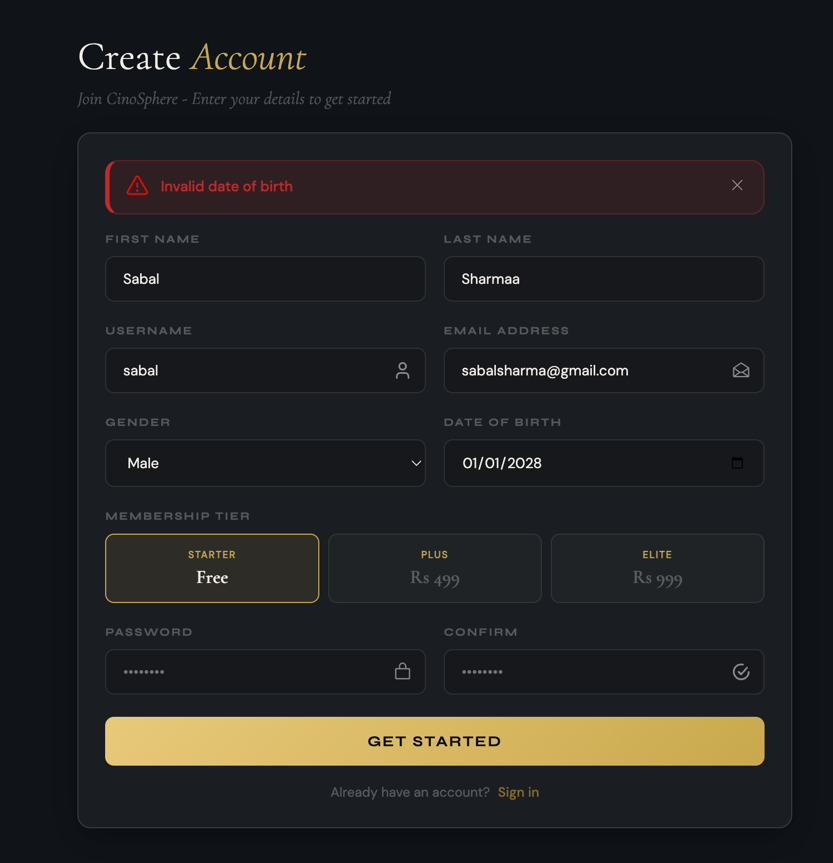 Create Account
Join CinoSphere - Enter your details to get started
Invalid date of birth
FIRST NAME
LAST NAME
Sabal
Sharmaa
USERNAME
EMAIL ADDRESS
sabal
sabalsharma@gmail.com
GENDER
DATE OF BIRTH
Male
01/01/2028
MEMBERSHIP TIER
STARTER
Free
PLUS
Rs 499
ELITE
Rs 999
PASSWORD
CONFIRM
••••••••
••••••••
GET STARTED
Already have an account? Sign in